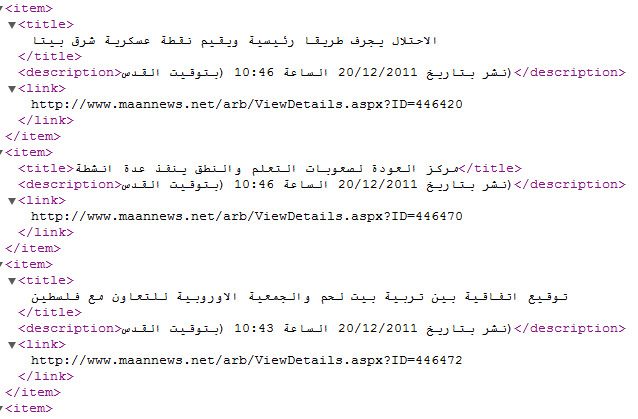 <item>
<title>
الاحتلال يجرف طريقا رئيسية ويقيم نقطة عسكرية شرق بيتا
</title>
<description>نشر بتاريخ 20/12/2011 الساعة 10:46 (بتوقيت القدس)</description>
<link>
http://www.maannews.net/arb/ViewDetails.aspx?ID=446420
</link>
</item>
<item>
<title>مركز العودة لصعوبات التعلم والنطق ينفذ عدة انشطة</title>
<description>نشر بتاريخ 20/12/2011 الساعة 10:46 (بتوقيت القدس)</description>
<link>
http://www.maannews.net/arb/ViewDetails.aspx?ID=446470
</link>
</item>
<item>
<title>
توقيع اتفاقية بين تربية بيت لحم والجمعية الاوروبية للتعاون مع فلسطين
</title>
<description>نشر بتاريخ 20/12/2011 الساعة 10:43 (بتوقيت القدس)</description>
<link>
http://www.maannews.net/arb/ViewDetails.aspx?ID=446472
</link>
</item>
<item>